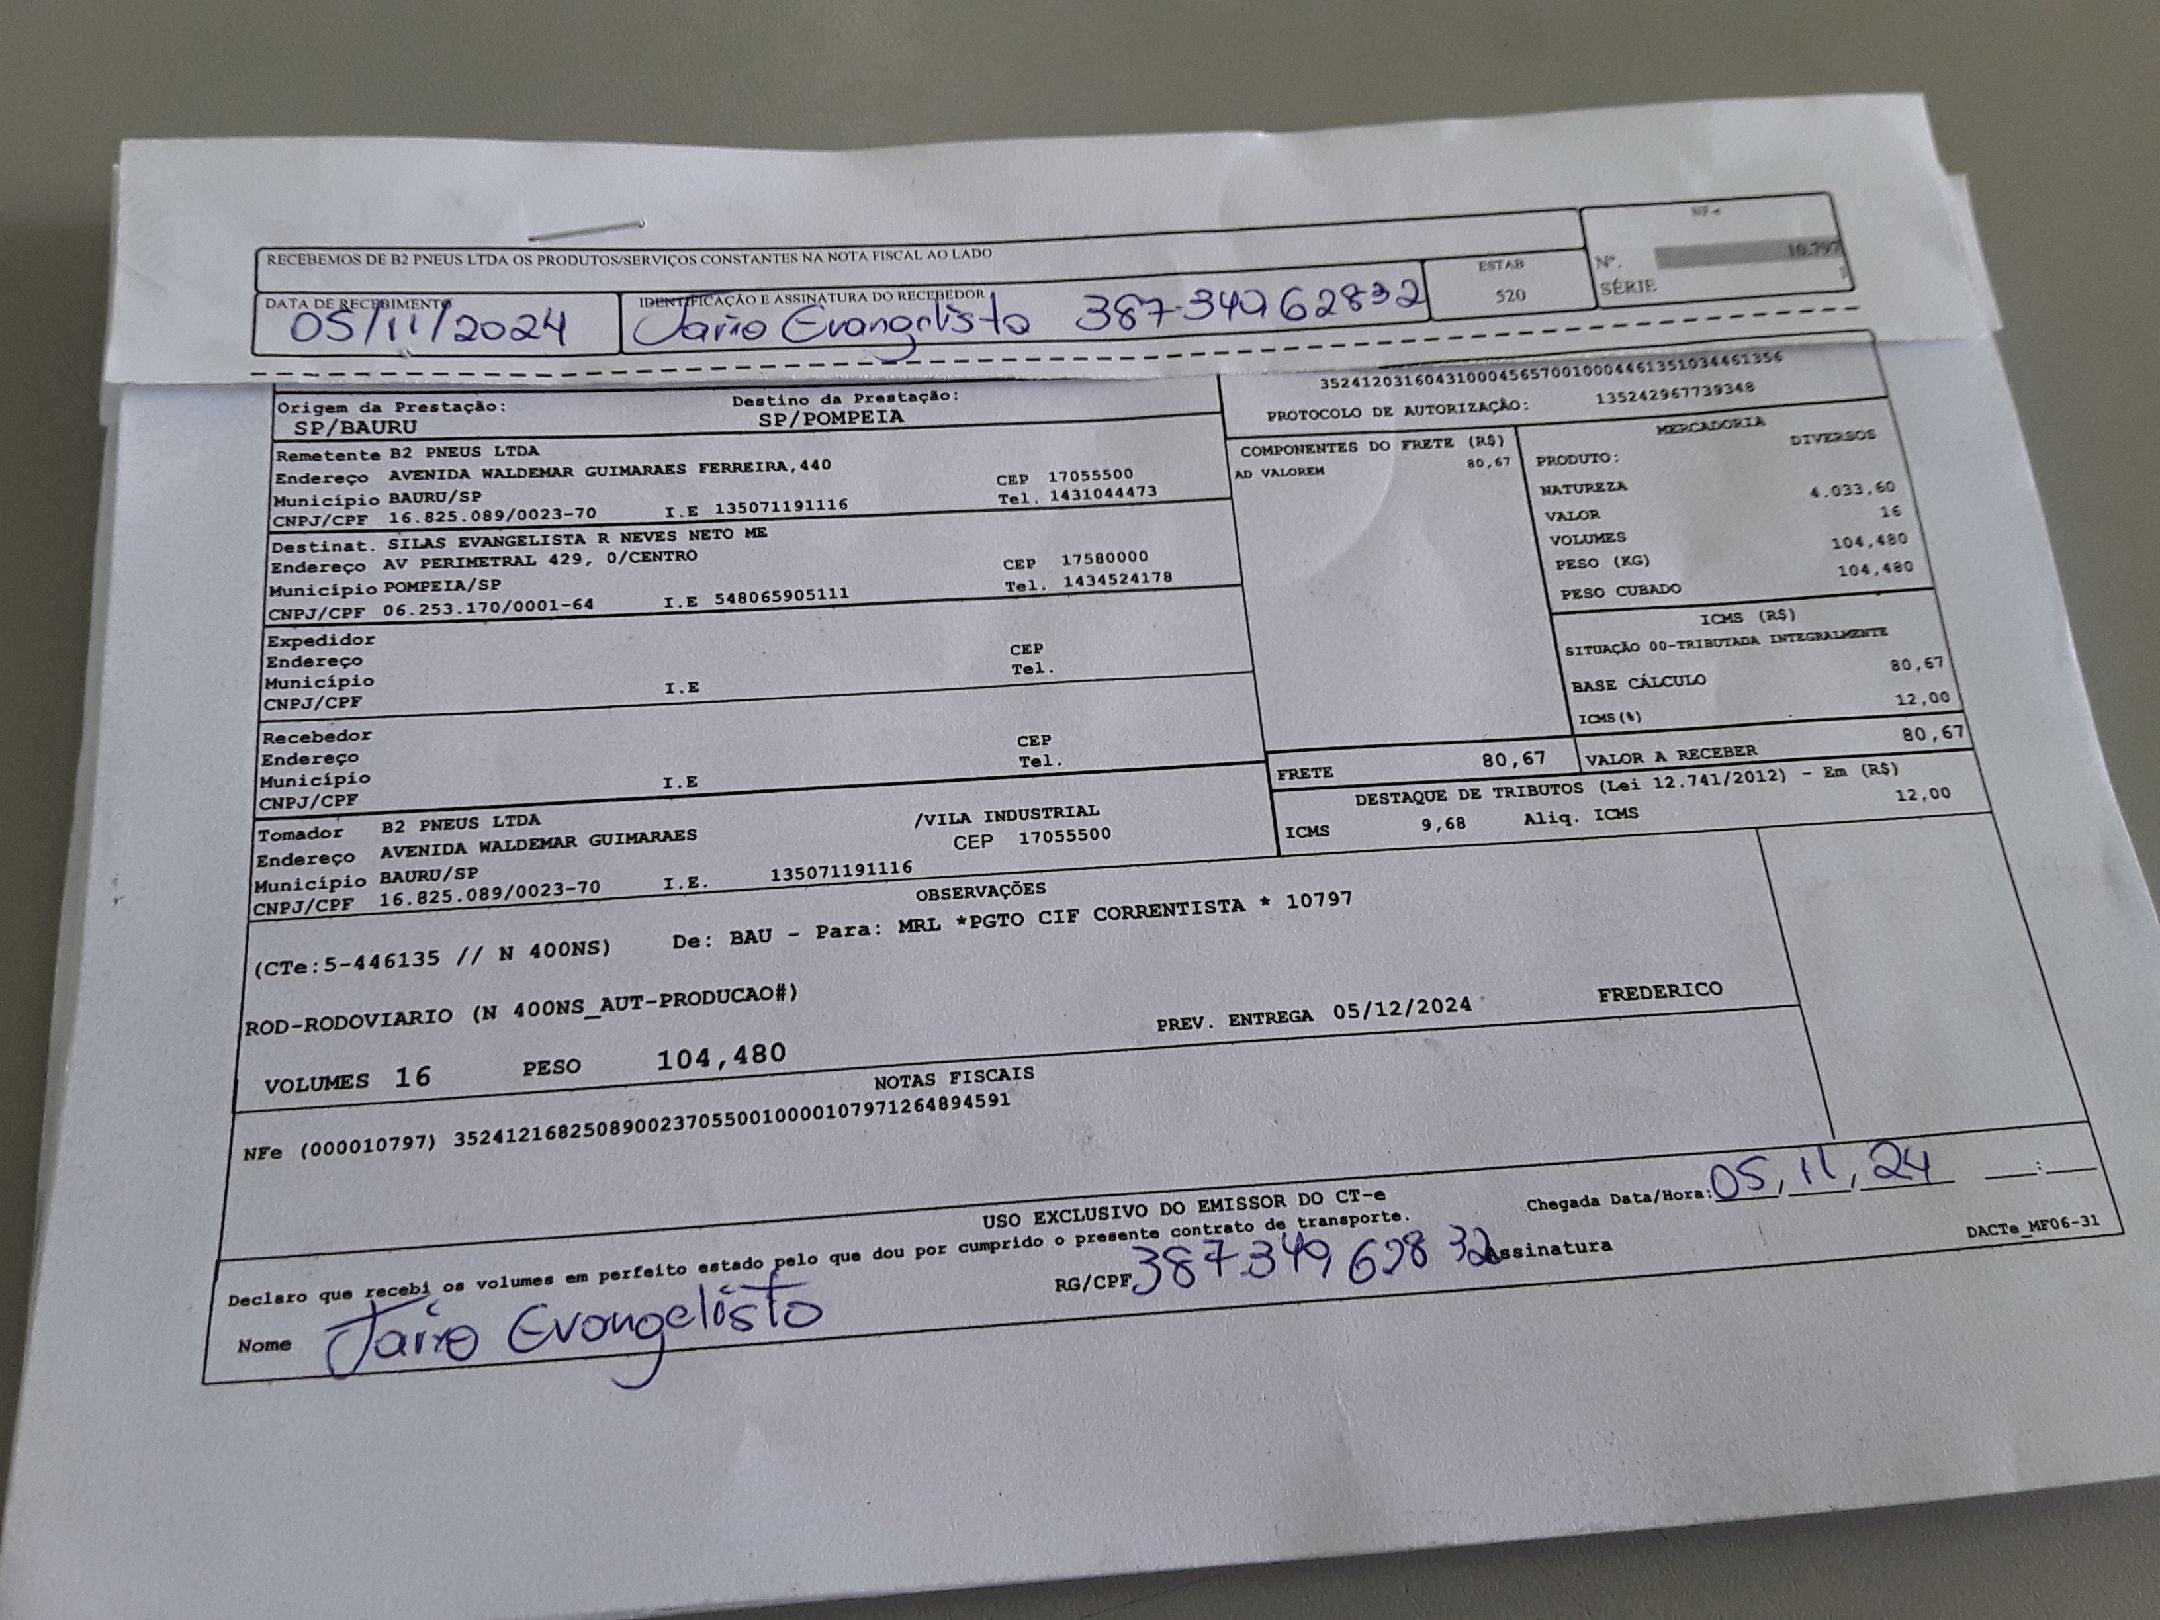 NF-e
RECEBEMOS DE B2 PNEUS LTDA OS PRODUTOS/SERVIÇOS CONSTANTES NA NOTA FISCAL AO LADO
Nº. 10.797
SÉRIE 1
DATA DE RECEBIMENTO
05/11/2024
IDENTIFICAÇÃO E ASSINATURA DO RECEBEDOR
Jairo Evangelista 387.349 62832
ESTAB
520
35241203160431000456570010004461351034461356
PROTOCOLO DE AUTORIZAÇÃO: 135242967739348
Origem da Prestação: Destino da Prestação:
SP/BAURU SP/POMPEIA
Remetente B2 PNEUS LTDA
Endereço AVENIDA WALDEMAR GUIMARAES FERREIRA,440 CEP 17055500
Município BAURU/SP Tel. 1431044473
CNPJ/CPF 16.825.089/0023-70 I.E 135071191116
Destinat. SILAS EVANGELISTA R NEVES NETO ME
Endereço AV PERIMETRAL 429, 0/CENTRO CEP 17580000
Município POMPEIA/SP Tel. 1434524178
CNPJ/CPF 06.253.170/0001-64 I.E 548065905111
Expedidor
Endereço CEP
Município Tel.
CNPJ/CPF I.E
Recebedor
Endereço CEP
Município Tel.
CNPJ/CPF I.E
Tomador B2 PNEUS LTDA /VILA INDUSTRIAL
Endereço AVENIDA WALDEMAR GUIMARAES CEP 17055500
Município BAURU/SP
CNPJ/CPF 16.825.089/0023-70 I.E. 135071191116
COMPONENTES DO FRETE (R$)
AD VALOREM 80,67
MERCADORIA
PRODUTO: DIVERSOS
NATUREZA
VALOR 4.033,60
VOLUMES 16
PESO (KG) 104,480
PESO CUBADO 104,480
ICMS (R$)
SITUAÇÃO 00-TRIBUTADA INTEGRALMENTE
BASE CÁLCULO 80,67
ICMS(%) 12,00
FRETE 80,67 VALOR A RECEBER 80,67
DESTAQUE DE TRIBUTOS (Lei 12.741/2012) - Em (R$)
ICMS 9,68 Aliq. ICMS 12,00
OBSERVAÇÕES
(CTe:5-446135 // N 400NS) De: BAU - Para: MRL *PGTO CIF CORRENTISTA * 10797
ROD-RODOVIARIO (N 400NS_AUT-PRODUCAO#)
PREV. ENTREGA 05/12/2024 FREDERICO
VOLUMES 16 PESO 104,480
NOTAS FISCAIS
NFe (000010797) 35241216825089002370550010000107971264894591
USO EXCLUSIVO DO EMISSOR DO CT-e
Declaro que recebi os volumes em perfeito estado pelo que dou por cumprido o presente contrato de transporte.
Chegada Data/Hora: 05, 11, 24 ___:___
Nome Jairo Evangelista RG/CPF 387.349 628 32 Assinatura
DACTe_MF06-31